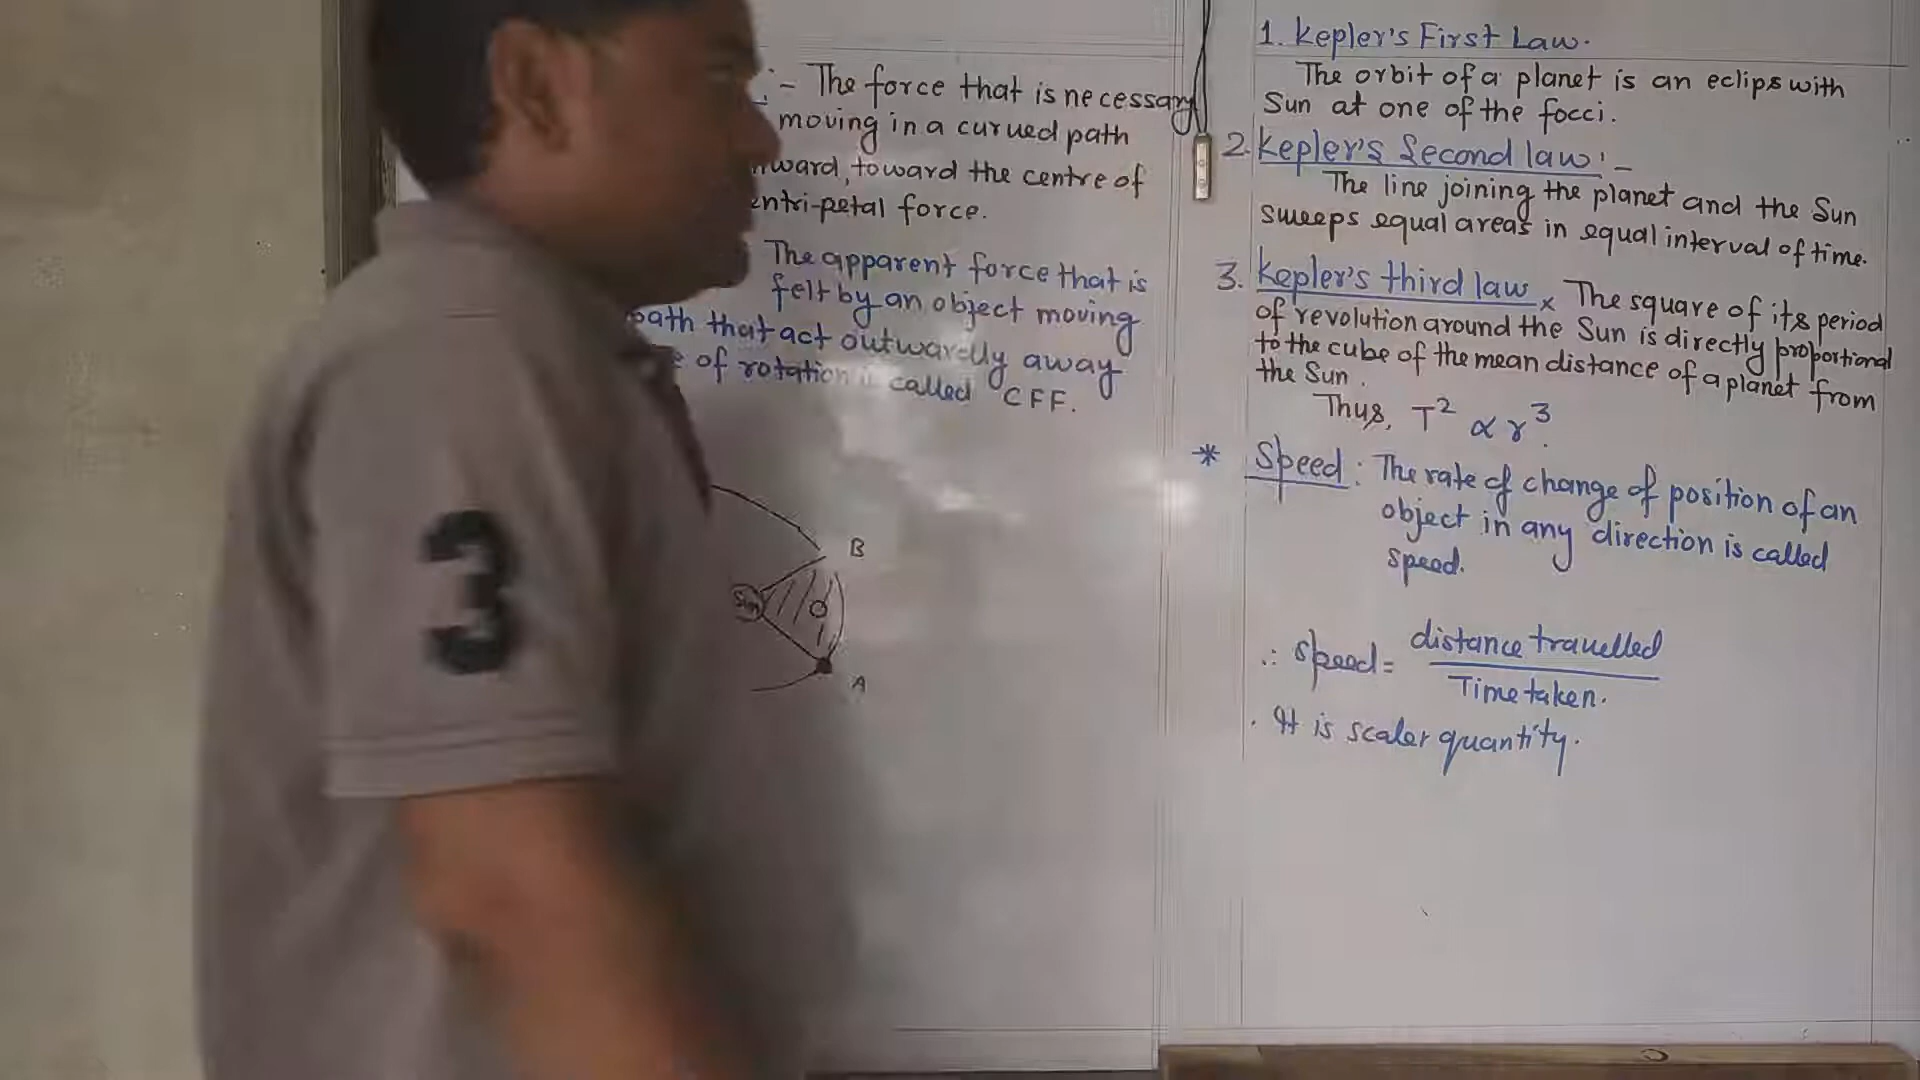 :- The force that is necessary
moving in a curued path
ward, toward the centre of
entri-petal force.
The apparent force that is
felt by an object moving
path that act outwardly away
of rotation is called CFF.
B
Sun
A
3
1. Kepler's First Law.
The orbit of a planet is an eclips with
Sun at one of the focci.
2. Kepler's Second law:-
The line joining the planet and the Sun
sweeps equal areas in equal interval of time.
3. Kepler's third law × The square of its period
of revolution around the Sun is directly proportional
to the cube of the mean distance of a planet from
the Sun.
Thus, T² ∝ r³.
* Speed: The rate of change of position of an
object in any direction is called
speed.
∴ Speed = distance travelled
Time taken.
. It is scaler quantity.